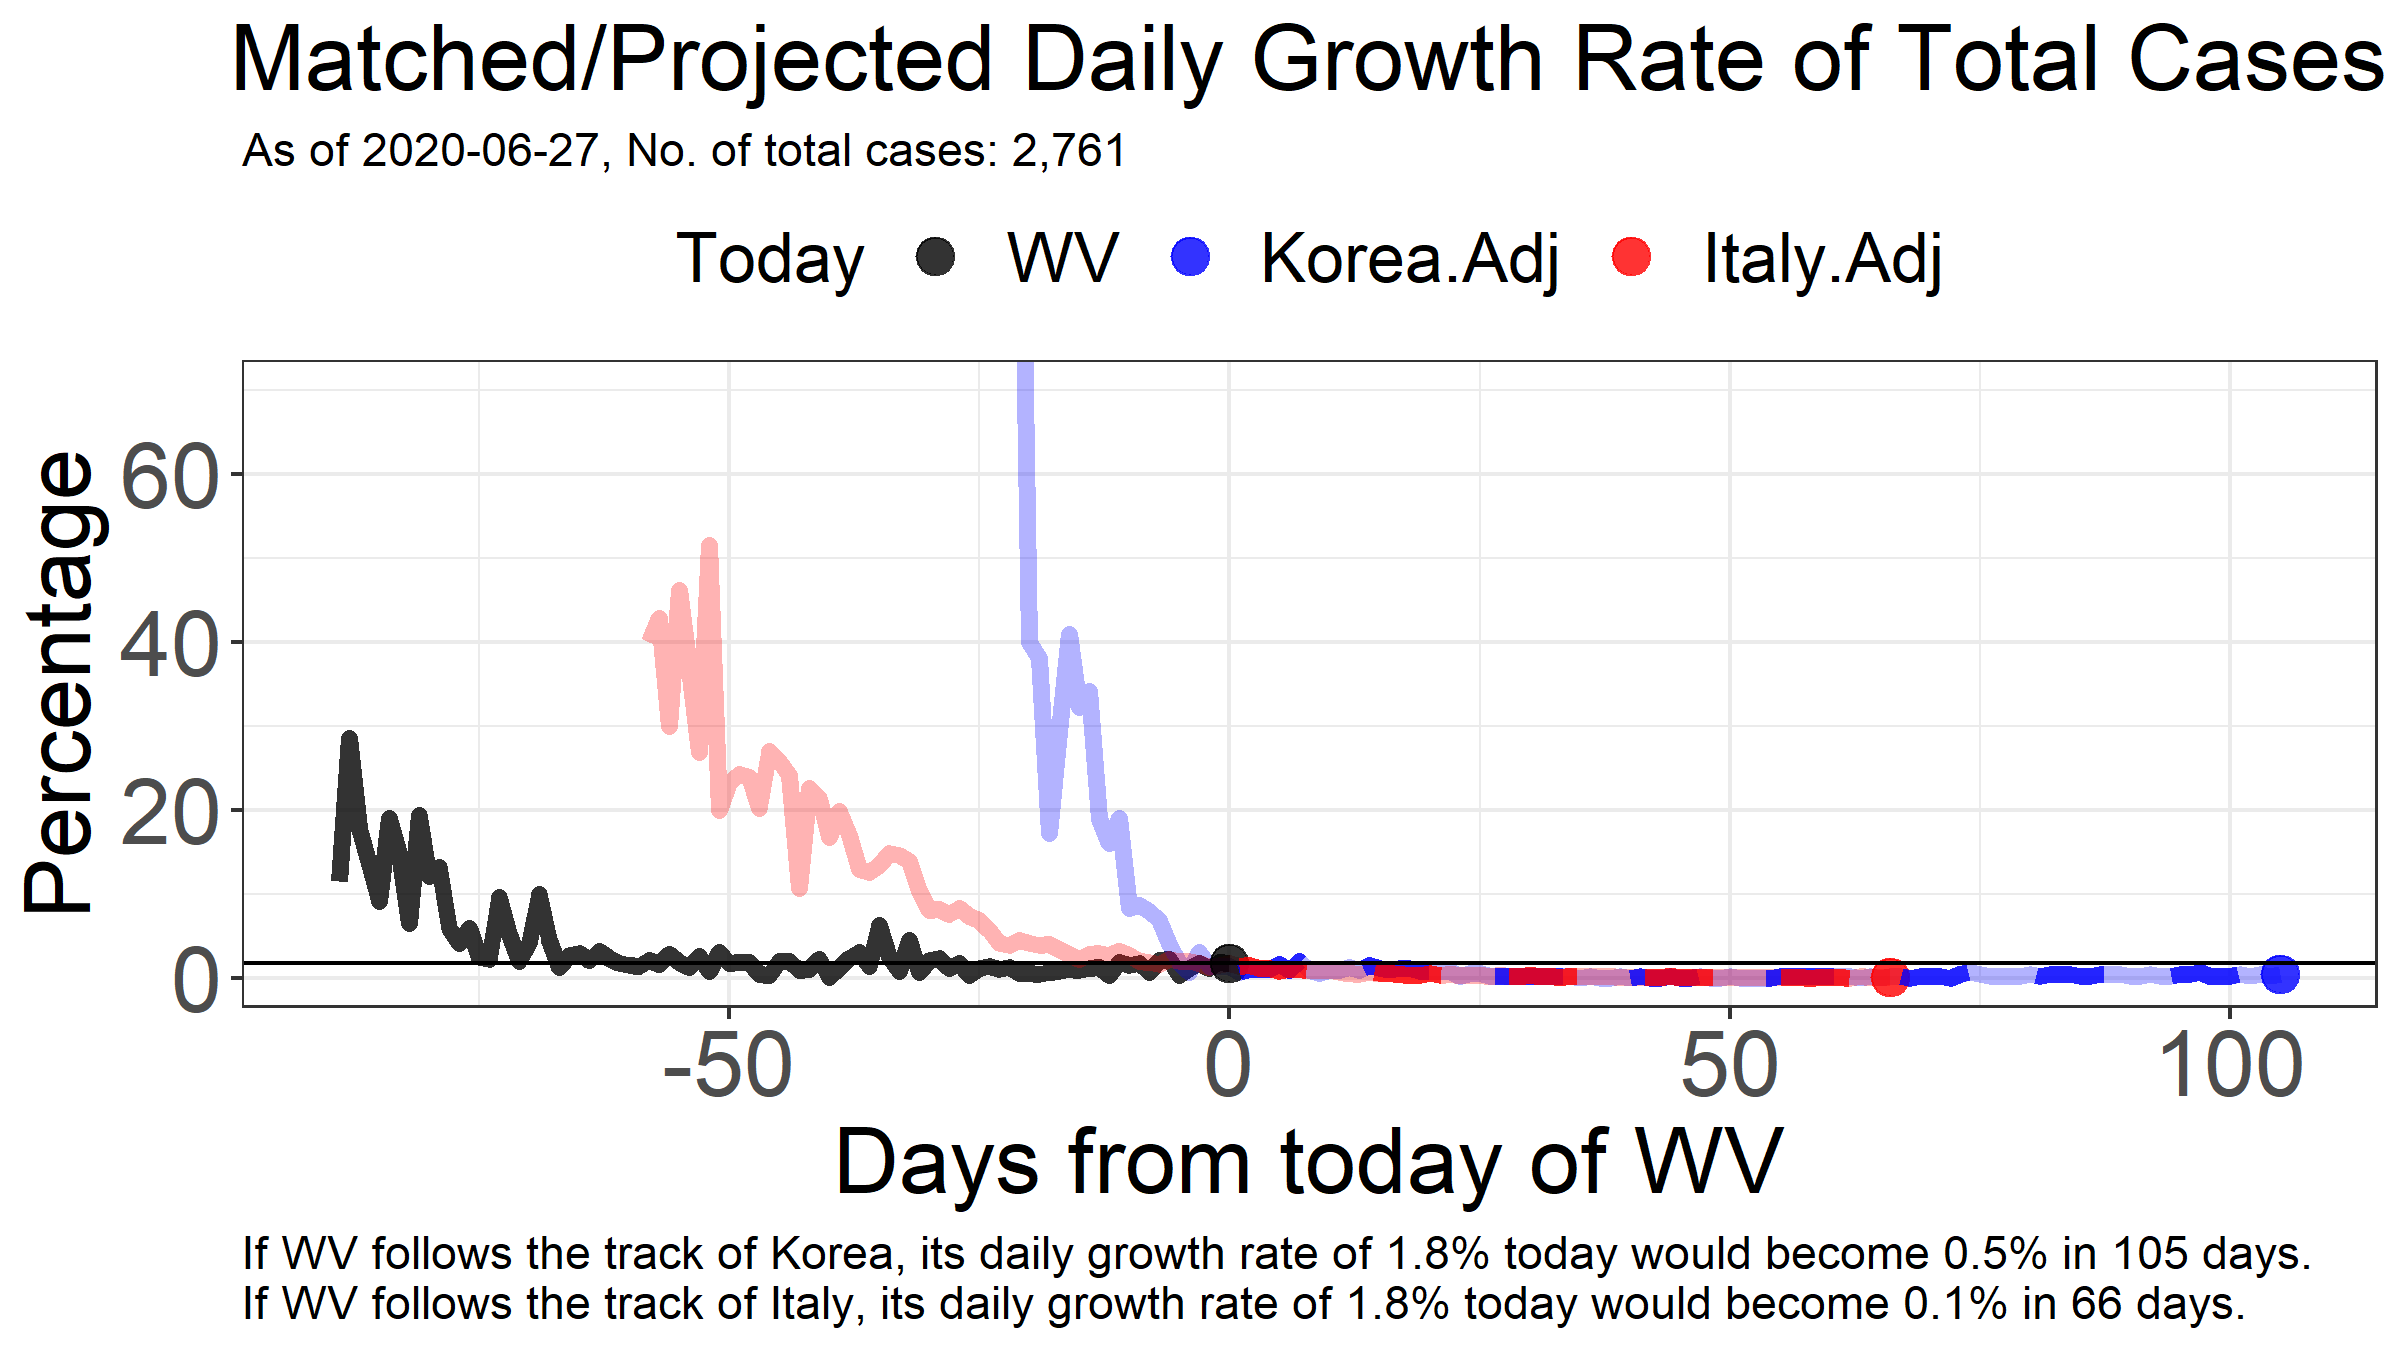 Matched/Projected Daily Growth Rate of Total Cases
As of 2020-06-27, No. of total cases: 2,761
Today WV Korea.Adj Italy.Adj
Percentage
60
40
20
0
-50 0 50 100
Days from today of WV
If WV follows the track of Korea, its daily growth rate of 1.8% today would become 0.5% in 105 days.
If WV follows the track of Italy, its daily growth rate of 1.8% today would become 0.1% in 66 days.